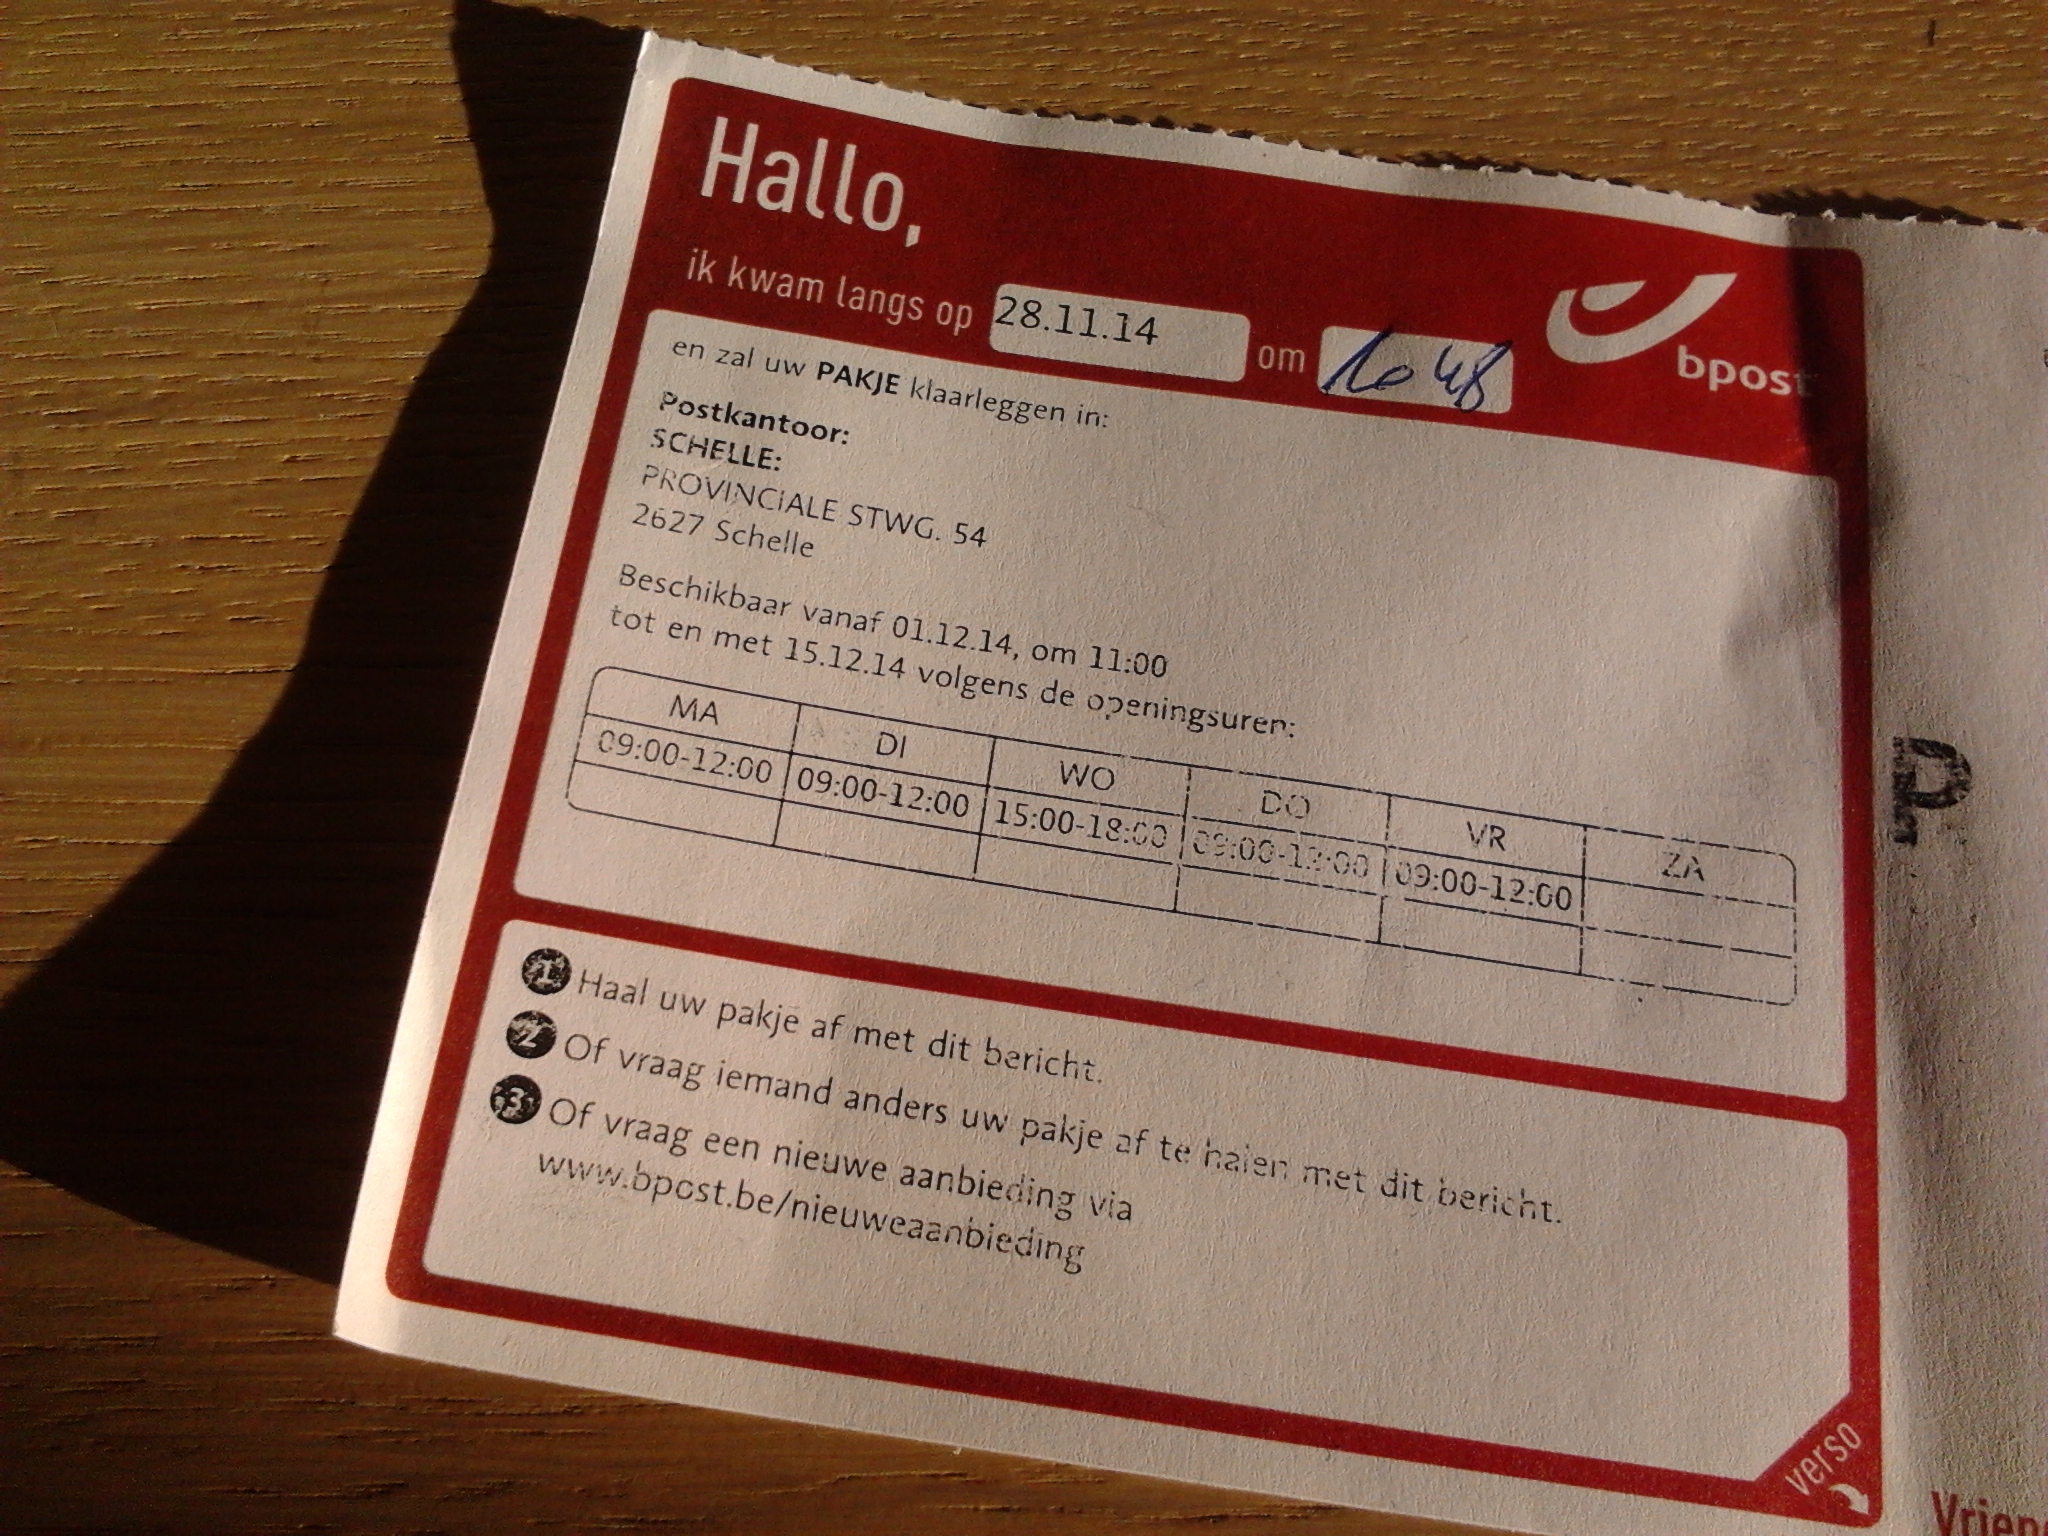 Hallo,
ik kwam langs op 28.11.14 om 10 48
bpost
en zal uw PAKJE klaarleggen in:
Postkantoor:
SCHELLE:
PROVINCIALE STWG. 54
2627 Schelle
Beschikbaar vanaf 01.12.14, om 11:00
tot en met 15.12.14 volgens de openingsuren:
MA DI WO DO VR ZA
09:00-12:00 09:00-12:00 15:00-18:00 09:00-12:00 09:00-12:00
1 Haal uw pakje af met dit bericht.
2 Of vraag iemand anders uw pakje af te halen met dit bericht.
3 Of vraag een nieuwe aanbieding via
www.bpost.be/nieuweaanbieding
verso
P